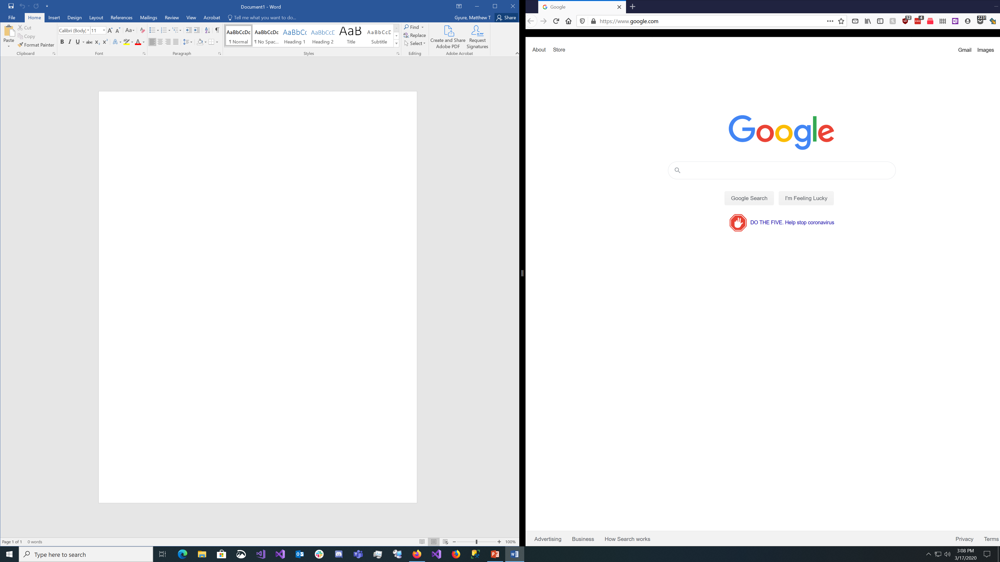 Document1 - Word
File Home Insert Design Layout References Mailings Review View Acrobat Tell me what you want to do... Gyure, Matthew T Share
Paste
Cut
Copy
Format Painter
Clipboard
Calibri (Body) 11
Font
Paragraph
AaBbCcDc AaBbCcDc AaBbCc AaBbCcD AaB AaBbCcD
¶ Normal ¶ No Spac... Heading 1 Heading 2 Title Subtitle
Styles
Find
Replace
Select
Editing
Create and Share
Adobe PDF
Request
Signatures
Adobe Acrobat
Page 1 of 1 0 words
100%
Google
https://www.google.com
12 4 2235
About Store
Gmail Images
Google
Google Search I'm Feeling Lucky
DO THE FIVE. Help stop coronavirus
Advertising Business How Search works
Privacy Terms
Type here to search
3:08 PM
3/17/2020